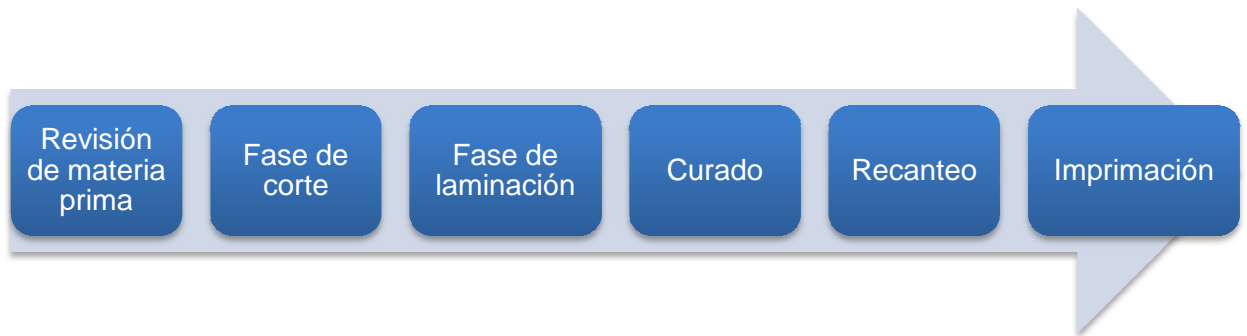 Revisión
de materia
prima
Fase de
corte
Fase de
laminación
Curado
Recanteo
Imprimación